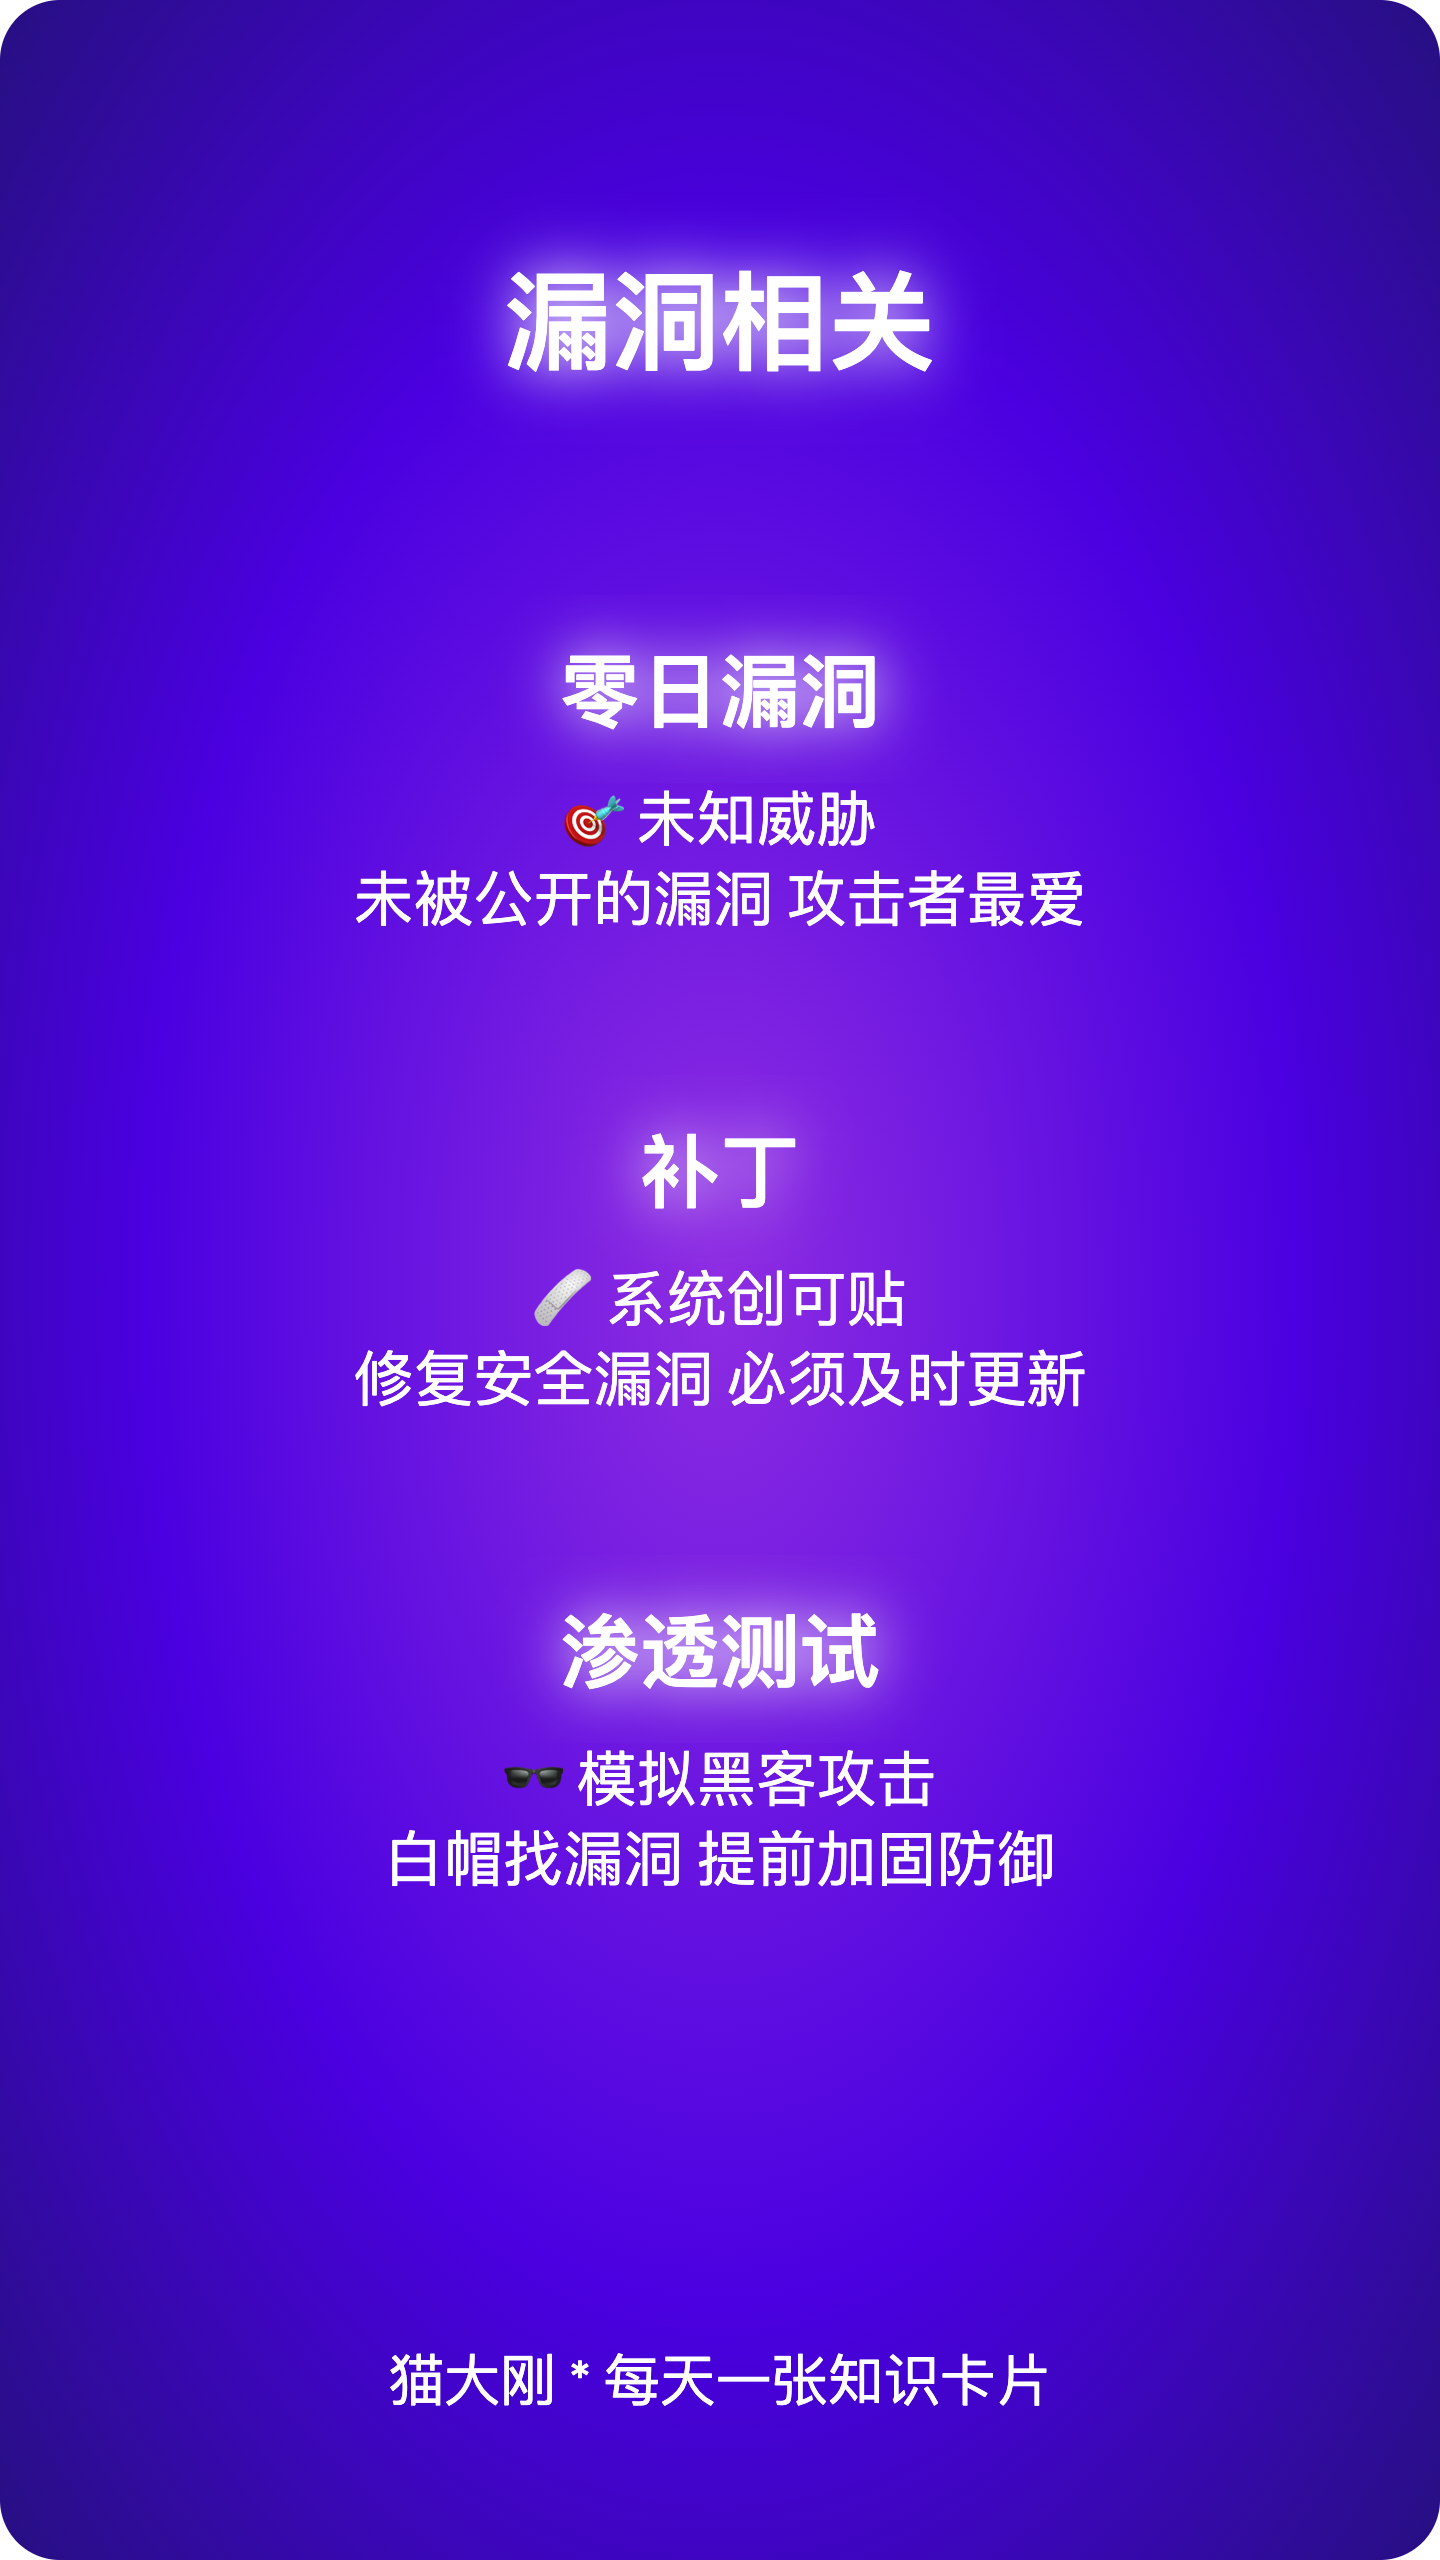 漏洞相关
零日漏洞
🎯 未知威胁
未被公开的漏洞 攻击者最爱
补丁
🩹 系统创可贴
修复安全漏洞 必须及时更新
渗透测试
🕶️ 模拟黑客攻击
白帽找漏洞 提前加固防御
猫大刚 * 每天一张知识卡片